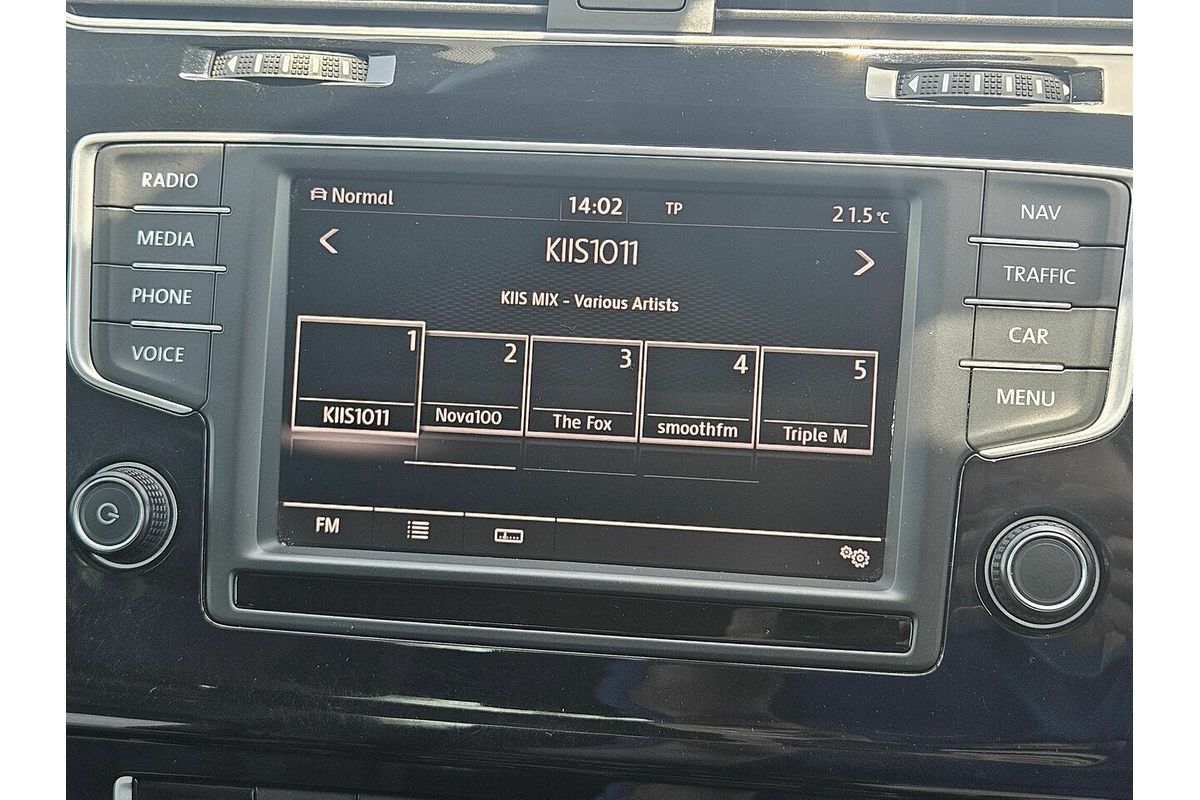 RADIO
MEDIA
PHONE
VOICE
Normal 14:02 TP 21.5°C
KIIS1011
KIIS MIX - Various Artists
1 2 3 4 5
KIIS1011 Nova100 The Fox smoothfm Triple M
FM
NAV
TRAFFIC
CAR
MENU